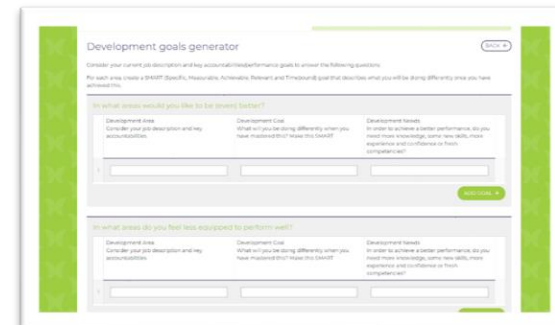 Development goals generator
BACK
Consider your current job description and key accountabilities/performance goals to answer the following questions.
For each area create a SMART (Specific, Measurable, Achievable, Relevant and Timebound) goal that describes what you will be doing differently once you have
achieved this.
In what areas would you like to be (even) better?
Development Area
Consider your job description and key
accountabilities.
Development Goal
What will you be doing differently when you
have mastered this? Make this SMART
Development Needs
In order to achieve a better performance, do you
need more knowledge, some new skills, more
experience and confidence or fresh
competencies?
1
ADD GOAL +
In what areas do you feel less equipped to perform well?
Development Area
Consider your job description and key
accountabilities.
Development Goal
What will you be doing differently when you
have mastered this? Make this SMART
Development Needs
In order to achieve a better performance, do you
need more knowledge, some new skills, more
experience and confidence or fresh
competencies?
1